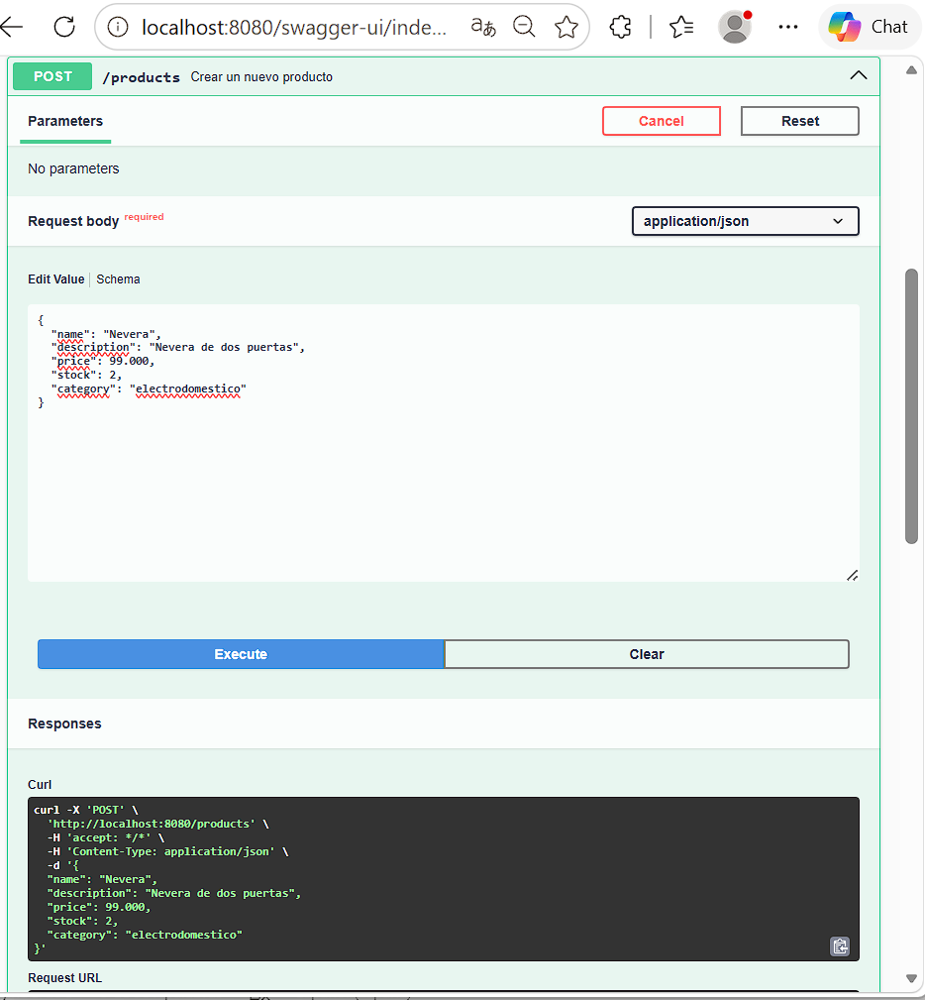 localhost:8080/swagger-ui/inde...
Chat
POST /products Crear un nuevo producto
Parameters
Cancel
Reset
No parameters
Request body required
application/json
Edit Value
Schema
{
"name": "Nevera",
"description": "Nevera de dos puertas",
"price": 99.000,
"stock": 2,
"category": "electrodomestico"
}
Execute
Clear
Responses
Curl
curl -X 'POST' \
'http://localhost:8080/products' \
-H 'accept: */*' \
-H 'Content-Type: application/json' \
-d '{
"name": "Nevera",
"description": "Nevera de dos puertas",
"price": 99.000,
"stock": 2,
"category": "electrodomestico"
}'
Request URL